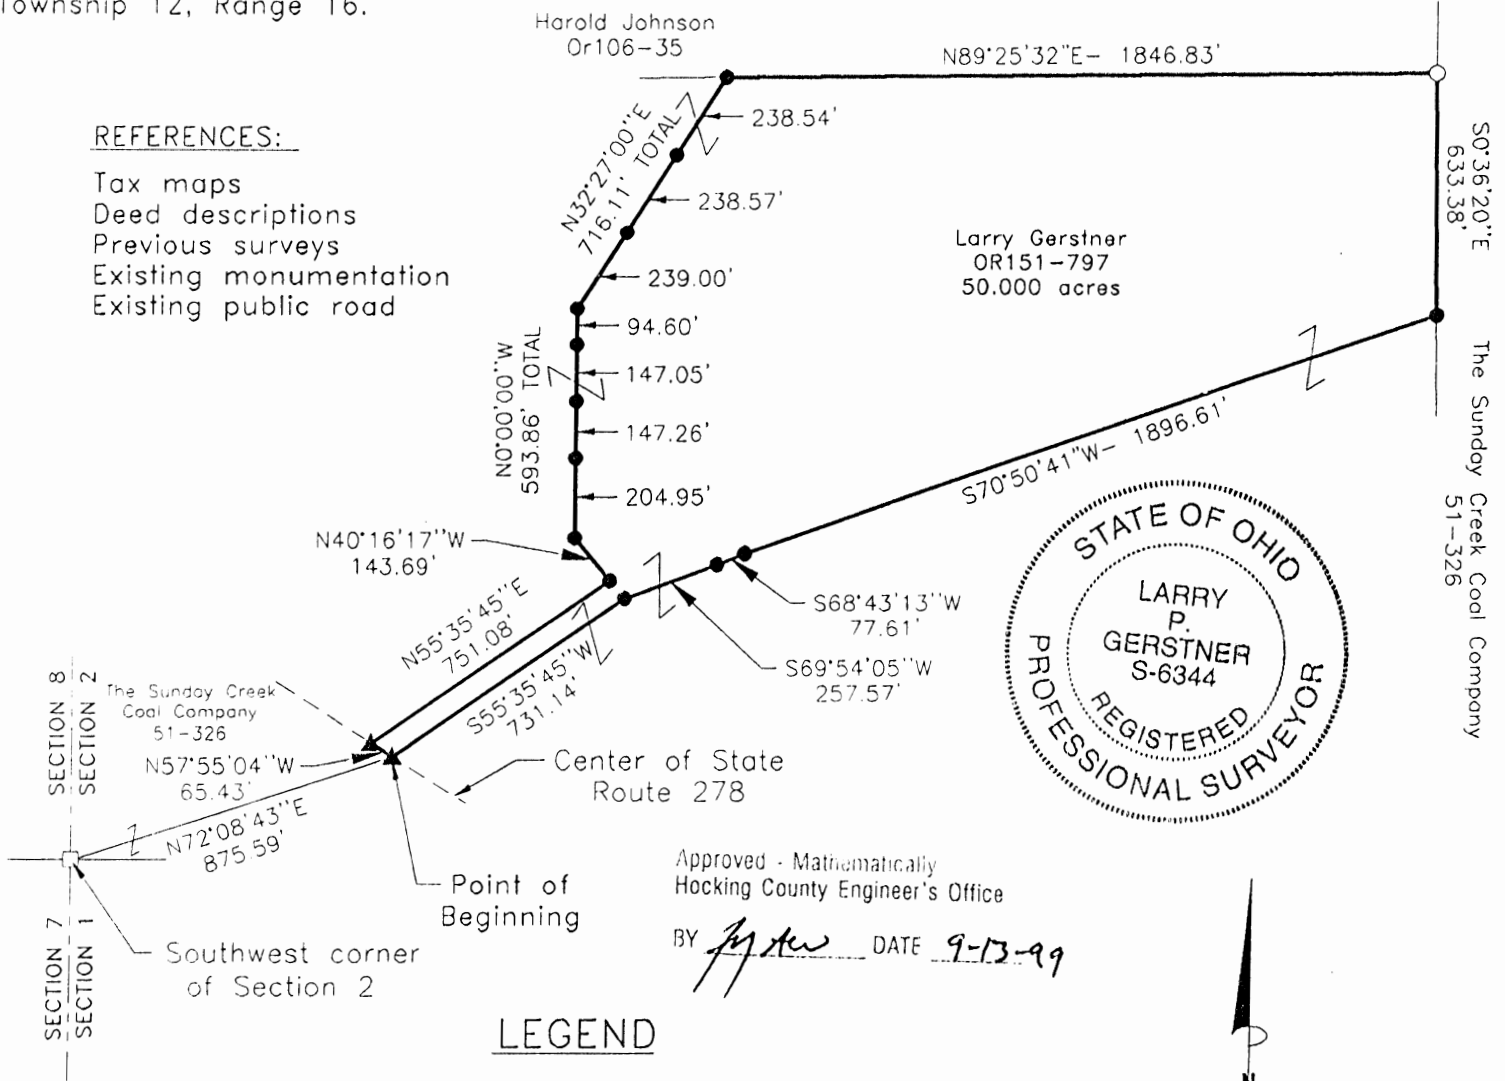 Township 12, Range 16.
Harold Johnson
Or106-35
N89°25'32"E- 1846.83'
REFERENCES:
Tax maps
Deed descriptions
Previous surveys
Existing monumentation
Existing public road
N32°27'00"E
716.11' TOTAL
238.54'
238.57'
239.00'
S0°36'20"E
633.38'
Larry Gerstner
OR151-797
50.000 acres
94.60'
147.05'
147.26'
204.95'
N0°00'00"W
593.86' TOTAL
The Sunday Creek Coal Company
51-326
S70°50'41"W- 1896.61'
N40°16'17"W
143.69'
S68°43'13"W
77.61'
S69°54'05"W
257.57'
N55°35'45"E
751.08'
S55°35'45"W
731.14'
STATE OF OHIO
LARRY
P.
GERSTNER
S-6344
REGISTERED
PROFESSIONAL SURVEYOR
SECTION 8
SECTION 2
The Sunday Creek
Coal Company
51-326
N57°55'04"W
65.43'
N72°08'43"E
875.59'
Center of State
Route 278
Point of
Beginning
Approved - Mathematically
Hocking County Engineer's Office
BY DATE 9-13-99
SECTION 7
SECTION 1
Southwest corner
of Section 2
LEGEND
N